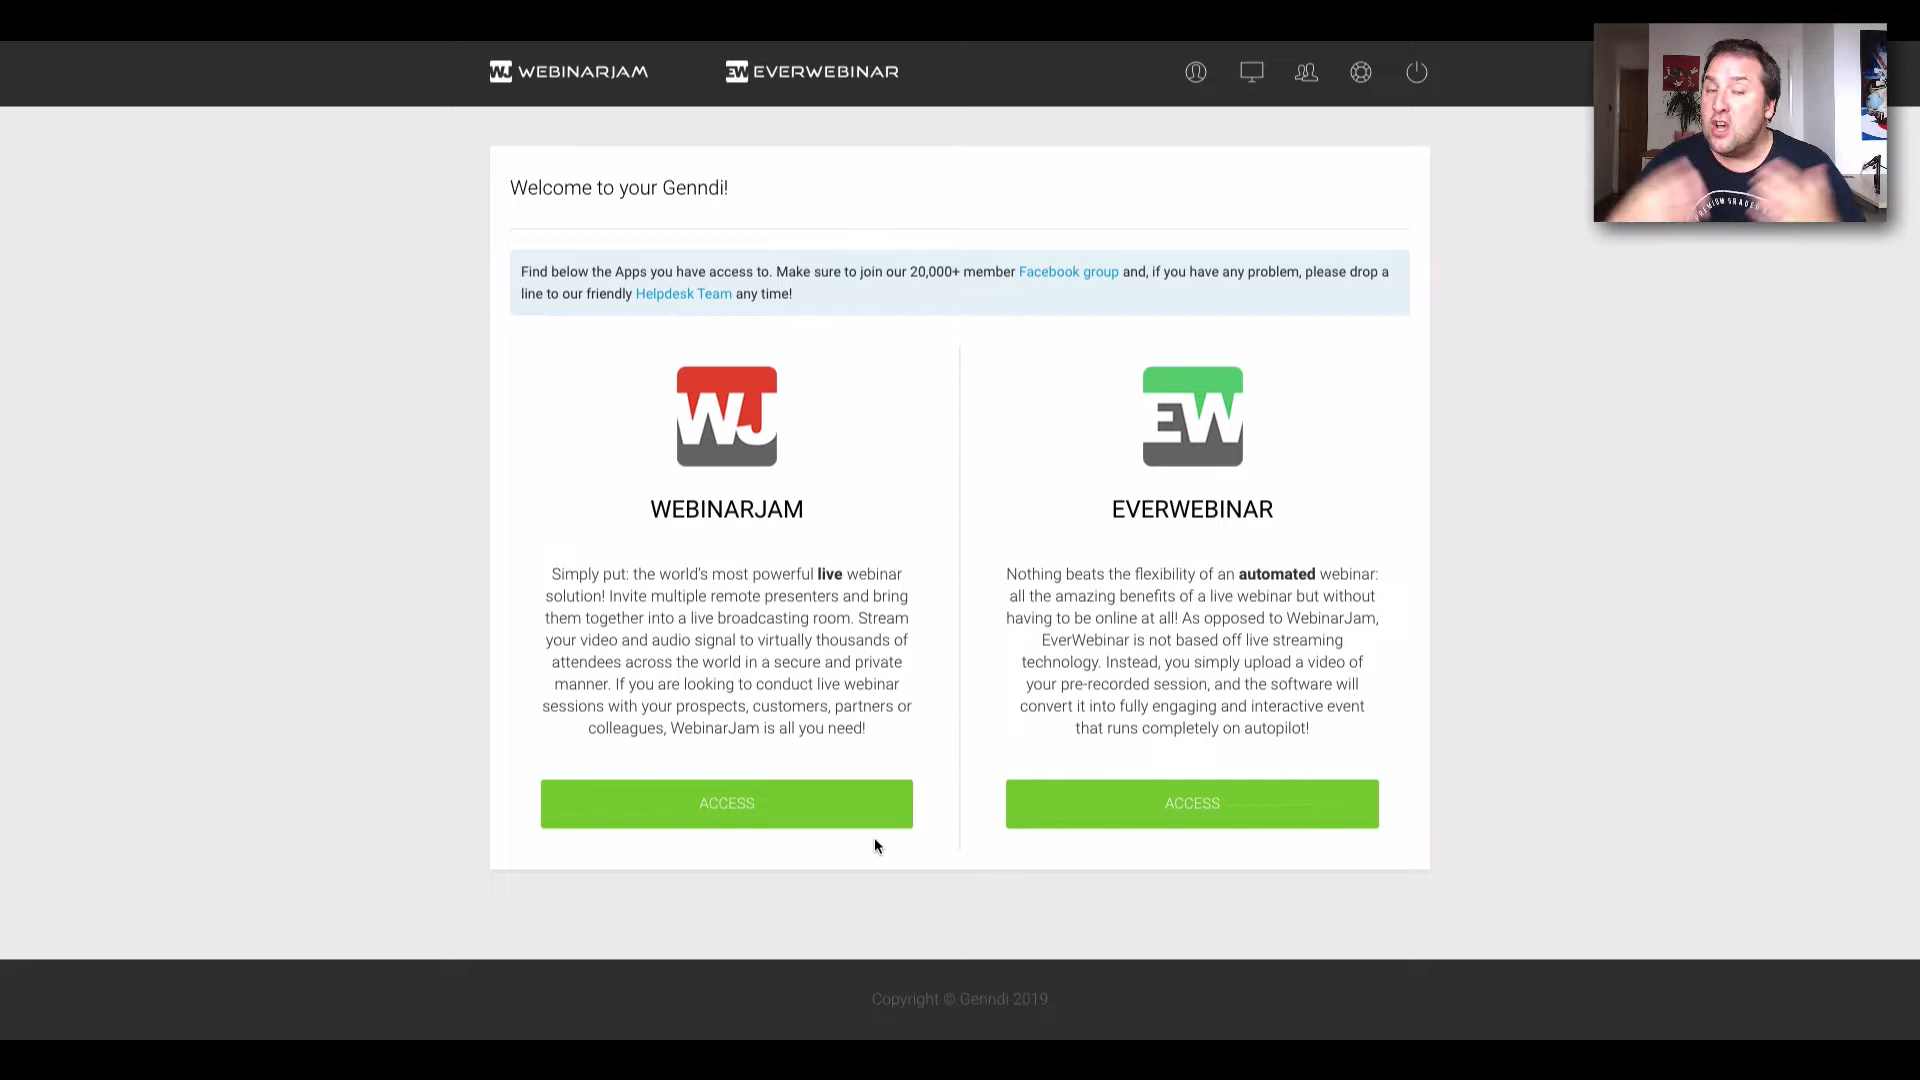 WJ WEBINARJAM
EW EVERWEBINAR
Welcome to your Genndi!
Find below the Apps you have access to. Make sure to join our 20,000+ member Facebook group and, if you have any problem, please drop a
line to our friendly Helpdesk Team any time!
WJ
WEBINARJAM
Simply put: the world's most powerful live webinar
solution! Invite multiple remote presenters and bring
them together into a live broadcasting room. Stream
your video and audio signal to virtually thousands of
attendees across the world in a secure and private
manner. If you are looking to conduct live webinar
sessions with your prospects, customers, partners or
colleagues, WebinarJam is all you need!
ACCESS
EW
EVERWEBINAR
Nothing beats the flexibility of an automated webinar:
all the amazing benefits of a live webinar but without
having to be online at all! As opposed to WebinarJam,
EverWebinar is not based off live streaming
technology. Instead, you simply upload a video of
your pre-recorded session, and the software will
convert it into fully engaging and interactive event
that runs completely on autopilot!
ACCESS
Copyright © Genndi 2019
PREMIUM GRADED